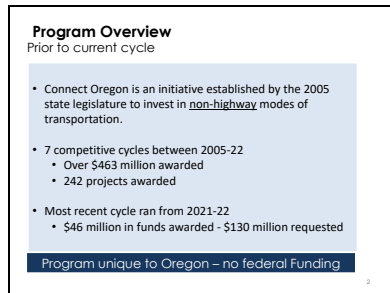 Program Overview
Prior to current cycle
• Connect Oregon is an initiative established by the 2005
state legislature to invest in non-highway modes of
transportation.
• 7 competitive cycles between 2005-22
• Over $463 million awarded
• 242 projects awarded
• Most recent cycle ran from 2021-22
• $46 million in funds awarded - $130 million requested
Program unique to Oregon – no federal Funding
2